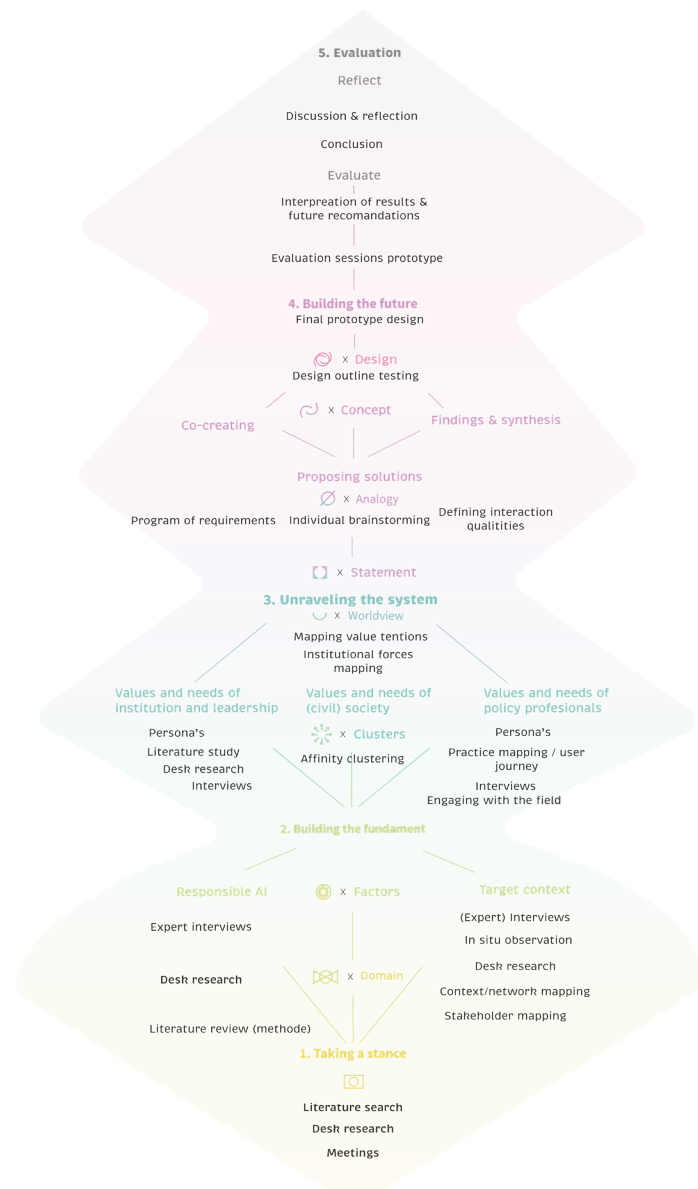 5. Evaluation
Reflect
Discussion & reflection
Conclusion
Evaluate
Interpreation of results &
future recomandations
Evaluation sessions prototype
4. Building the future
Final prototype design
x Design
Design outline testing
x Concept
Co-creating
Findings & synthesis
Proposing solutions
x Analogy
Program of requirements
Individual brainstorming
Defining interaction
qualitities
x Statement
3. Unraveling the system
x Worldview
Mapping value tentions
Institutional forces
mapping
Values and needs of
institution and leadership
Persona's
Literature study
Desk research
Interviews
Values and needs of
(civil) society
x Clusters
Affinity clustering
Values and needs of
policy profesionals
Persona's
Practice mapping / user
journey
Interviews
Engaging with the field
2. Building the fundament
Responsible AI
Expert interviews
Desk research
Literature review (methode)
x Factors
x Domain
Target context
(Expert) Interviews
In situ observation
Desk research
Context/network mapping
Stakeholder mapping
1. Taking a stance
Literature search
Desk research
Meetings